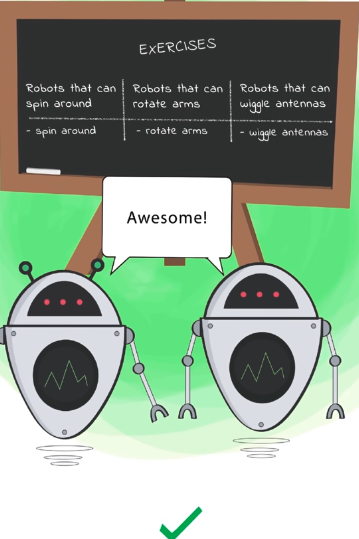 EXERCISES
Robots that can spin around
Robots that can rotate arms
Robots that can wiggle antennas
- spin around
- rotate arms
- wiggle antennas
Awesome!